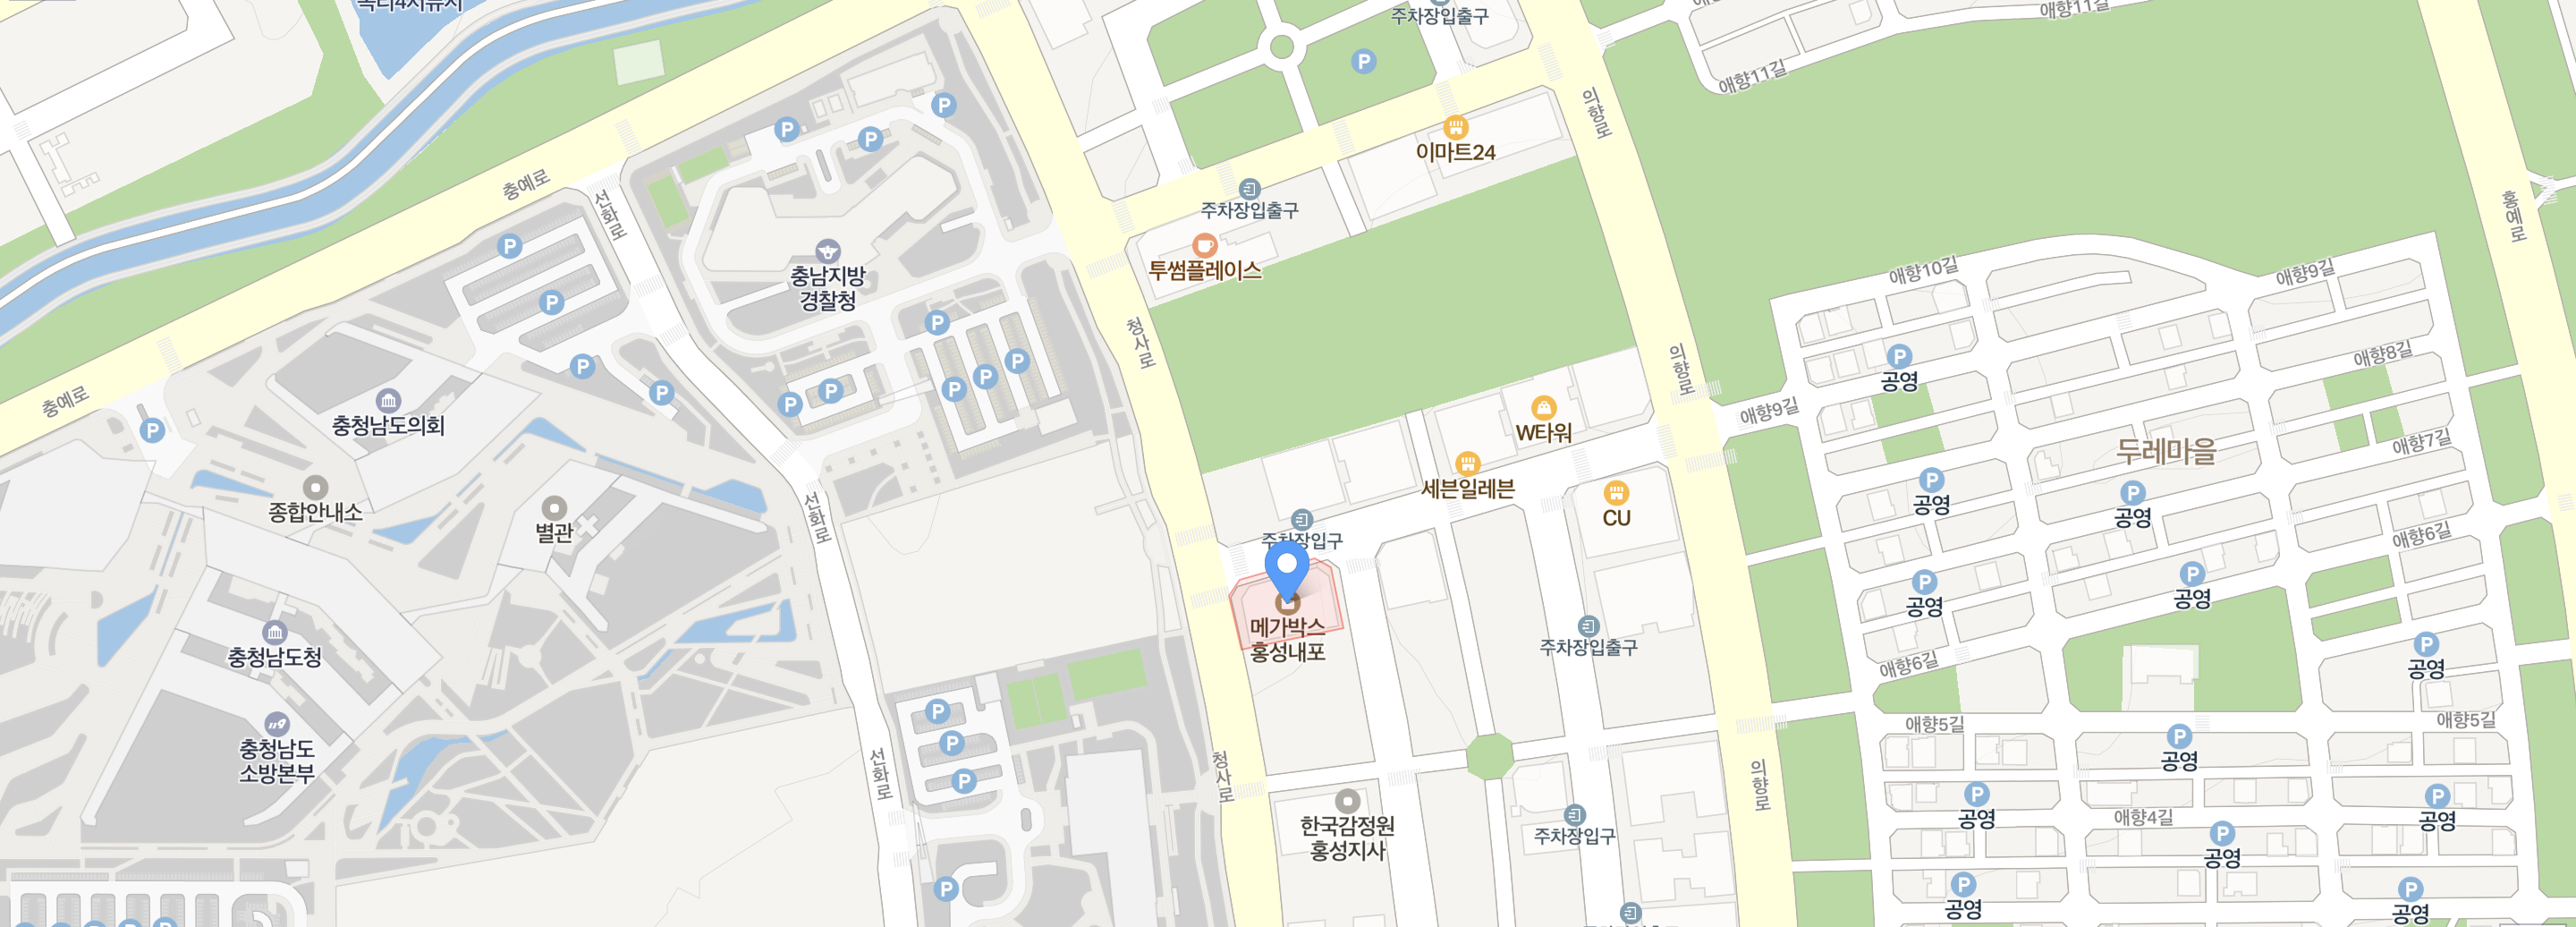 주차장입출구
애향11길
애향11길
의향로
이마트24
충예로
선화로
주차장입출구
홍예로
충남지방
경찰청
투썸플레이스
애향10길
애향9길
청사로
의향로
애향8길
공영
충예로
충청남도의회
애향9길
W타워
애향7길
두레마을
세븐일레븐
종합안내소
별관
선화로
CU
공영
공영
주차장입구
애향6길
공영
공영
메가박스
홍성내포
주차장입출구
충청남도청
애향6길
공영
애향5길
애향5길
충청남도
소방본부
선화로
청사로
의향로
공영
한국감정원
홍성지사
주차장입구
공영
애향4길
공영
공영
공영
공영